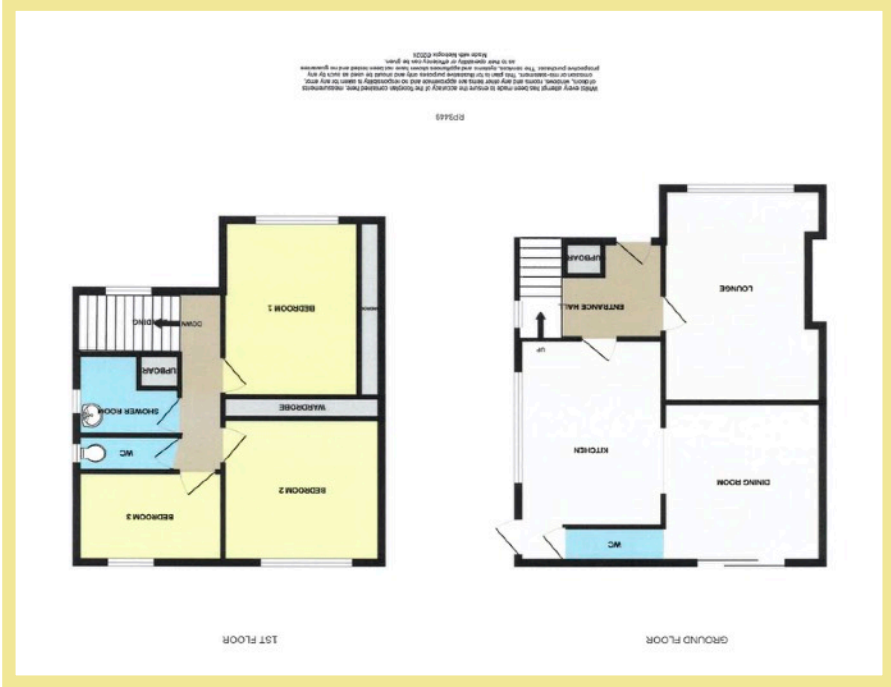 GROUND FLOOR
1ST FLOOR
DINING ROOM
WC
KITCHEN
LOUNGE
ENTRANCE HALL
UP
UPBOAR
BEDROOM 2
BEDROOM 3
WC
WARDROBE
SHOWER ROOM
UPBOAR
BEDROOM 1
DOWN
Whilst every attempt has been made to ensure the accuracy of the floorplan contained here, measurements
of doors, windows, rooms and any other items are approximate and no responsibility is taken for any error,
omission or mis-statement. This plan is for illustrative purposes only and should be used as such by any
prospective purchaser. The services, systems and appliances shown have not been tested and no guarantee
as to their operability or efficiency can be given.
Made with Metropix